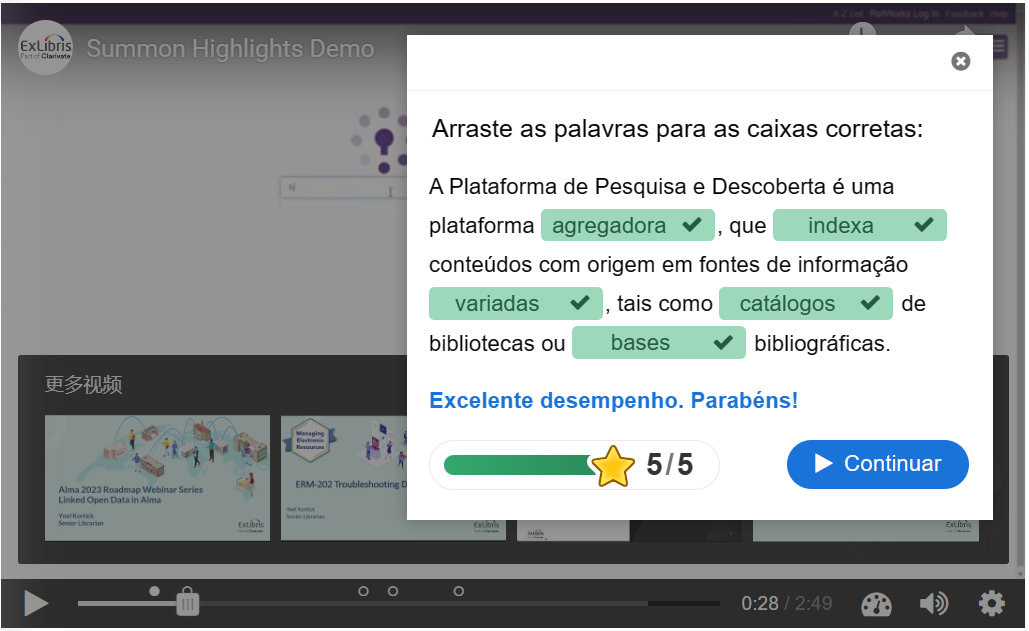 A-Z List RefWorks Log In Feedback Help
ExLibris
Part of Clarivate
Summon Highlights Demo
Arraste as palavras para as caixas corretas:
A Plataforma de Pesquisa e Descoberta é uma
plataforma agregadora, que indexa
conteúdos com origem em fontes de informação
variadas, tais como catálogos de
bibliotecas ou bases bibliográficas.
Excelente desempenho. Parabéns!
5/5
Continuar
更多视频
Alma 2023 Roadmap Webinar Series
Linked Open Data in Alma
Yoel Kortick
Senior Librarian
ExLibris
Managing
Electronic
Resources
ERM-202 Troubleshooting D
Yoel Kortick
Senior Librarian
ExLibris
ExLibris
ExLibris
0:28 / 2:49